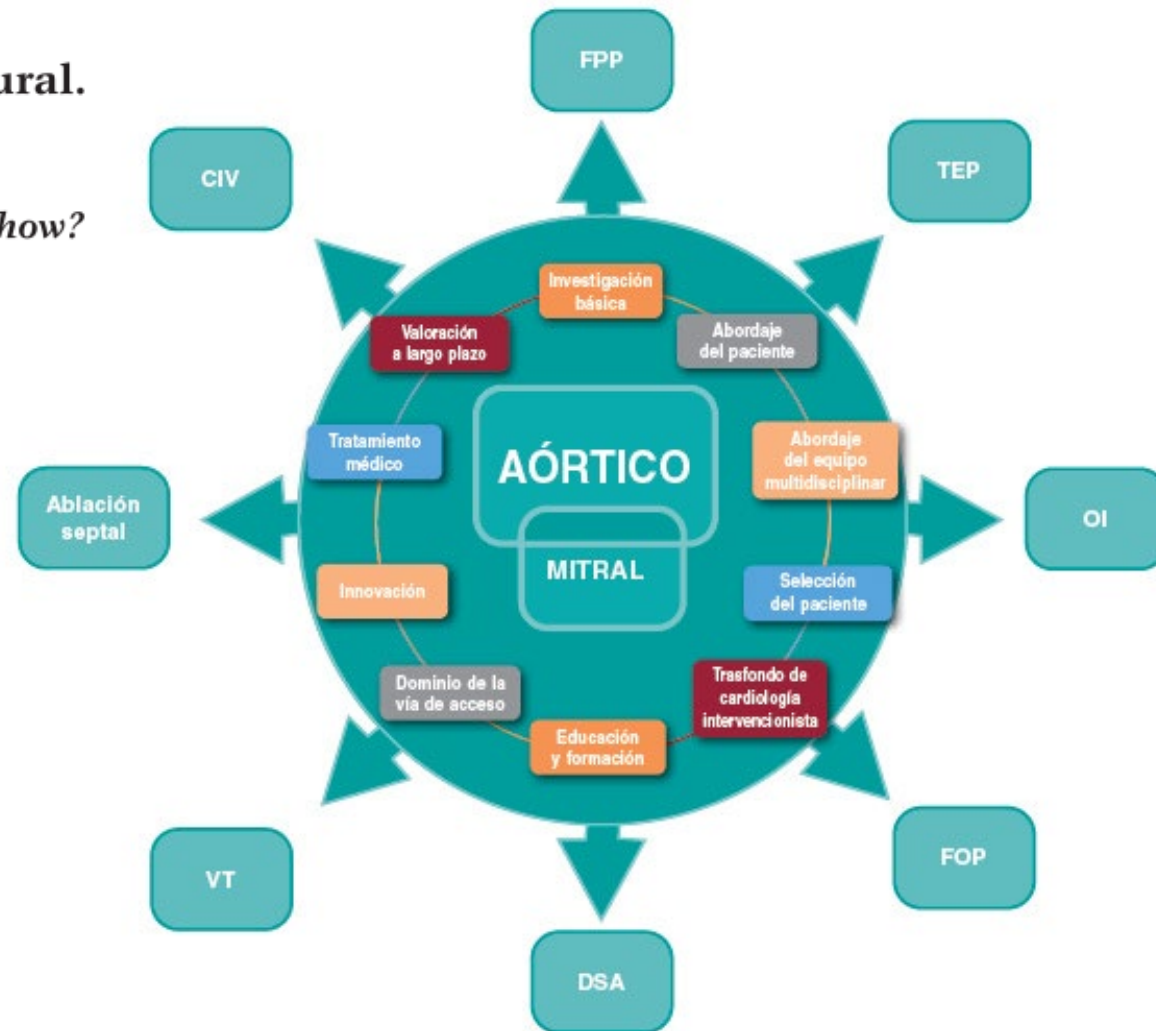 ural.
how?
FPP
CIV
TEP
Investigación
básica
Valoración
a largo plazo
Abordaje
del paciente
Tratamiento
médico
AÓRTICO
Abordaje
del equipo
multidisciplinar
Ablación
septal
OI
MITRAL
Innovación
Selección
del paciente
Dominio de la
vía de acceso
Trasfondo de
cardiología
intervencionista
Educación
y formación
VT
FOP
DSA